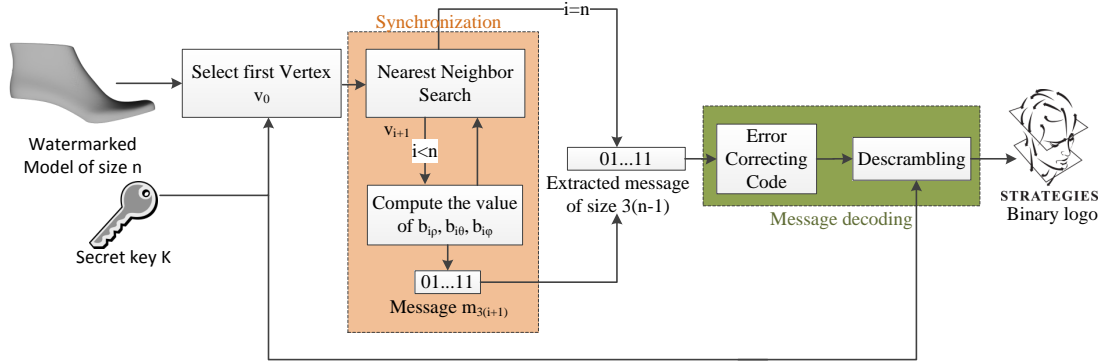 Synchronization
i=n
Select first Vertex
v₀
Nearest Neighbor
Search
Watermarked
Model of size n
vᵢ₊₁
i<n
Compute the value
of bᵢᵨ, b_{iθ}, bᵢᵩ
01...11
Message m₃₍ᵢ₊₁₎
Secret key K
01...11
Extracted message
of size 3(n-1)
Error
Correcting
Code
Descrambling
Message decoding
STRATEGIES
Binary logo